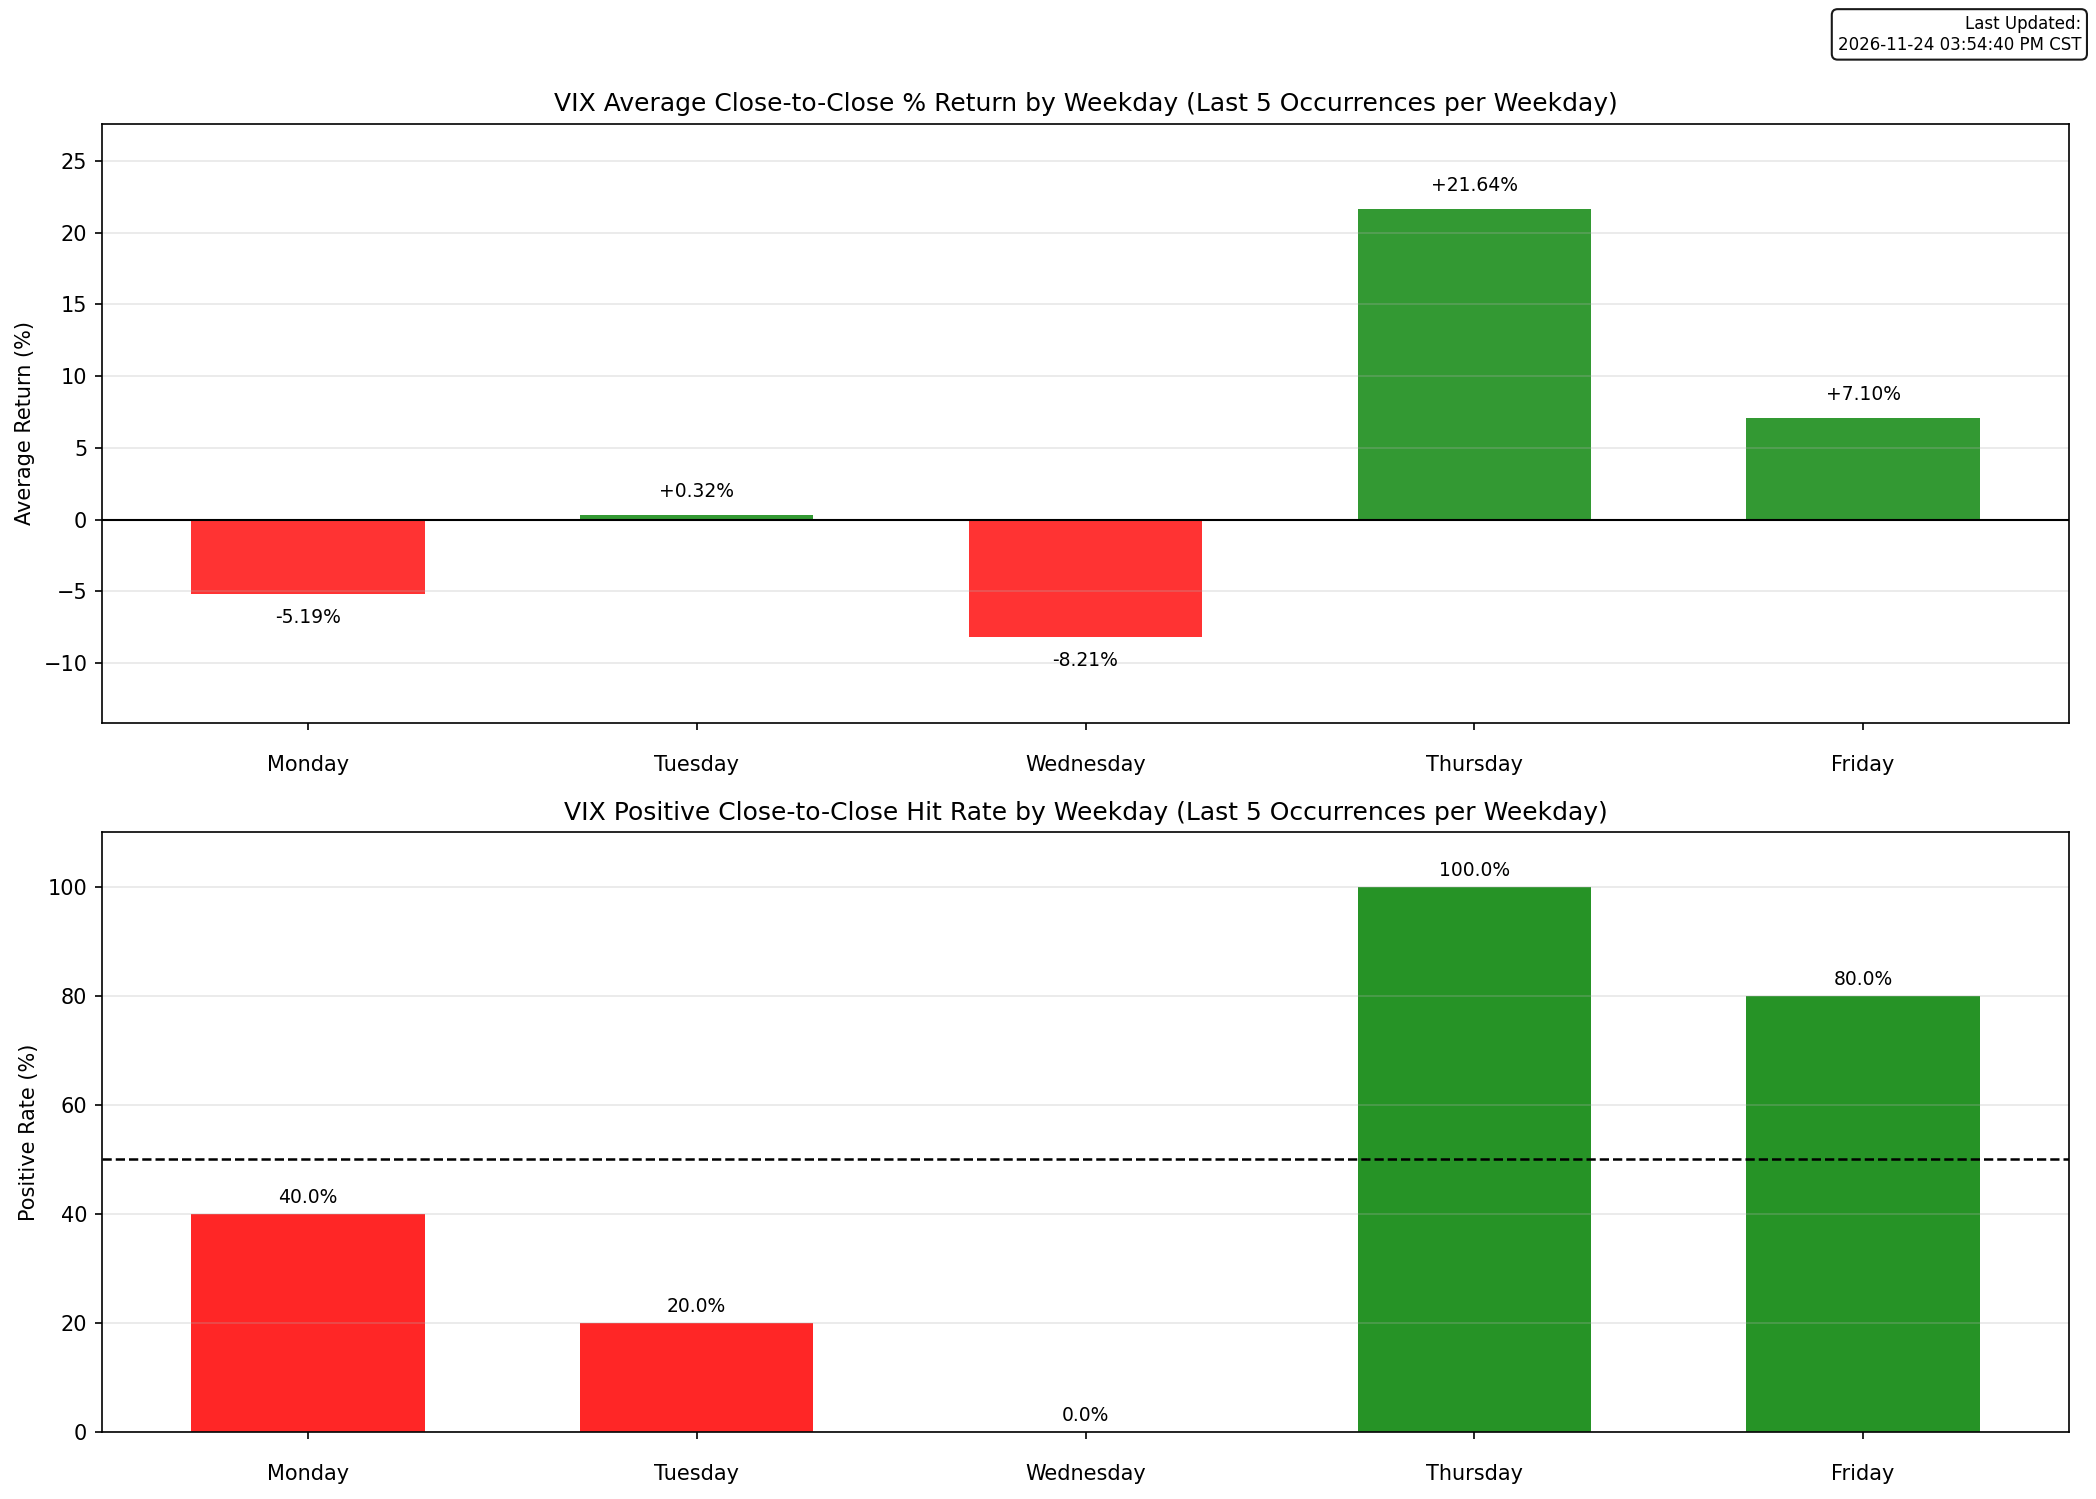 Last Updated:
2026-11-24 03:54:40 PM CST
VIX Average Close-to-Close % Return by Weekday (Last 5 Occurrences per Weekday)
Average Return (%)
25
20
15
10
5
0
−5
−10
-5.19%
+0.32%
-8.21%
+21.64%
+7.10%
Monday
Tuesday
Wednesday
Thursday
Friday
VIX Positive Close-to-Close Hit Rate by Weekday (Last 5 Occurrences per Weekday)
Positive Rate (%)
100
80
60
40
20
0
40.0%
20.0%
0.0%
100.0%
80.0%
Monday
Tuesday
Wednesday
Thursday
Friday